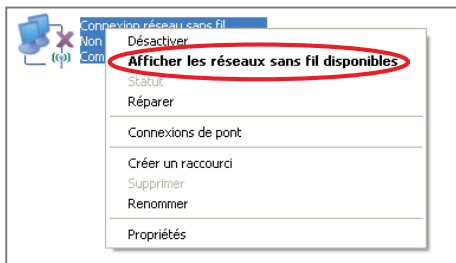 Connexion réseau sans fil
Non
Com
Désactiver
Afficher les réseaux sans fil disponibles
Statut
Réparer
Connexions de pont
Créer un raccourci
Supprimer
Renommer
Propriétés